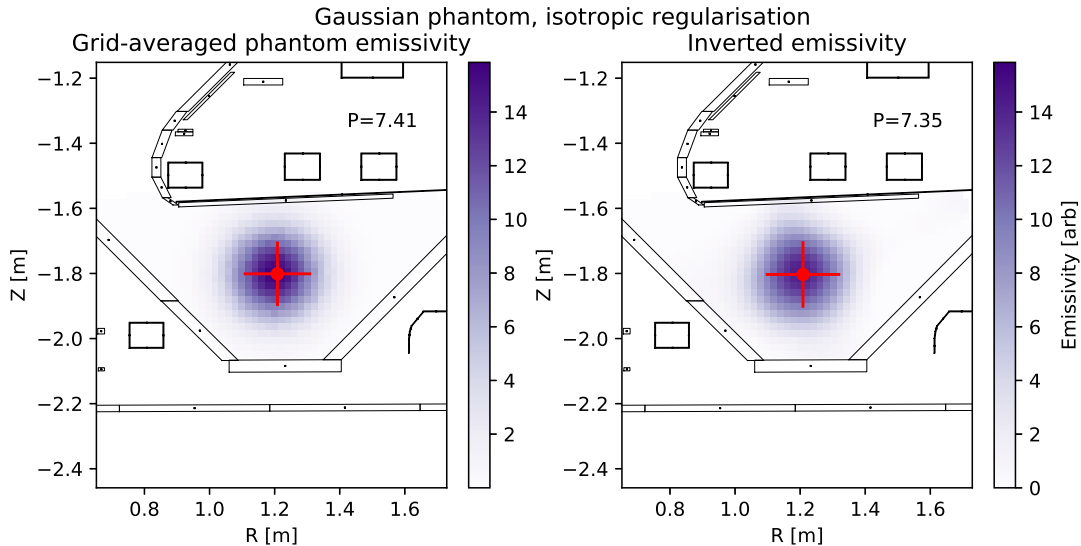 Gaussian phantom, isotropic regularisation
Grid-averaged phantom emissivity
Inverted emissivity
P=7.41
P=7.35
−1.2
−1.4
−1.6
−1.8
−2.0
−2.2
−2.4
Z [m]
0.8 1.0 1.2 1.4 1.6
R [m]
14
12
10
8
6
4
2
−1.2
−1.4
−1.6
−1.8
−2.0
−2.2
−2.4
Z [m]
0.8 1.0 1.2 1.4 1.6
R [m]
14
12
10
8
6
4
2
0
Emissivity [arb]